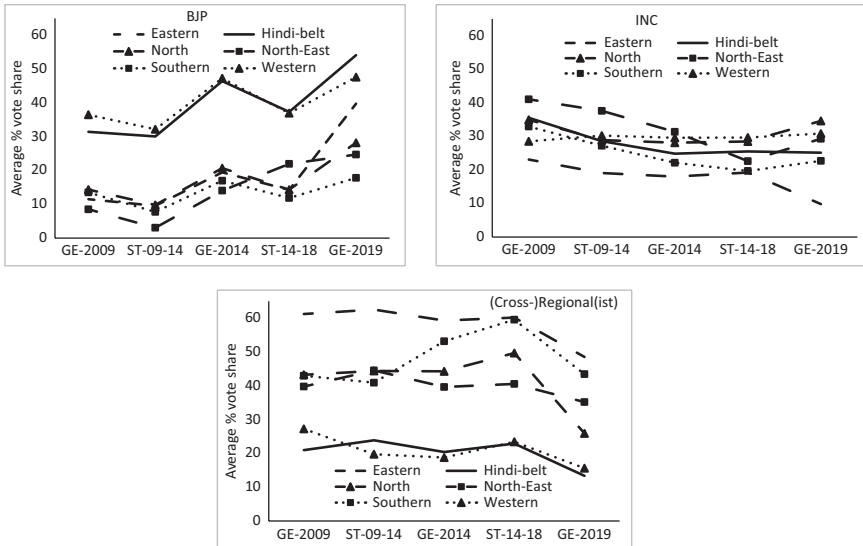 BJP
Average % vote share
60
50
40
30
20
10
0
Eastern
Hindi-belt
North
North-East
Southern
Western
GE-2009 ST-09-14 GE-2014 ST-14-18 GE-2019
INC
Average % vote share
60
50
40
30
20
10
0
Eastern
Hindi-belt
North
North-East
Southern
Western
GE-2009 ST-09-14 GE-2014 ST-14-18 GE-2019
(Cross-)Regional(ist)
Average % vote share
60
50
40
30
20
10
0
Eastern
Hindi-belt
North
North-East
Southern
Western
GE-2009 ST-09-14 GE-2014 ST-14-18 GE-2019